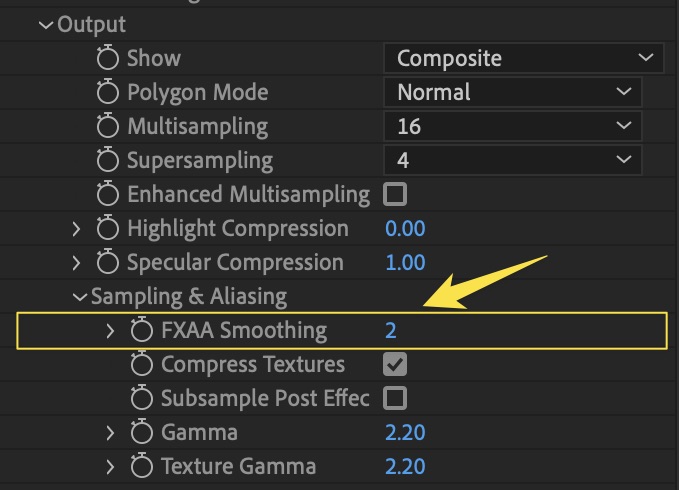 Output
Show Composite
Polygon Mode Normal
Multisampling 16
Supersampling 4
Enhanced Multisampling
Highlight Compression 0.00
Specular Compression 1.00
Sampling & Aliasing
FXAA Smoothing 2
Compress Textures
Subsample Post Effec
Gamma 2.20
Texture Gamma 2.20